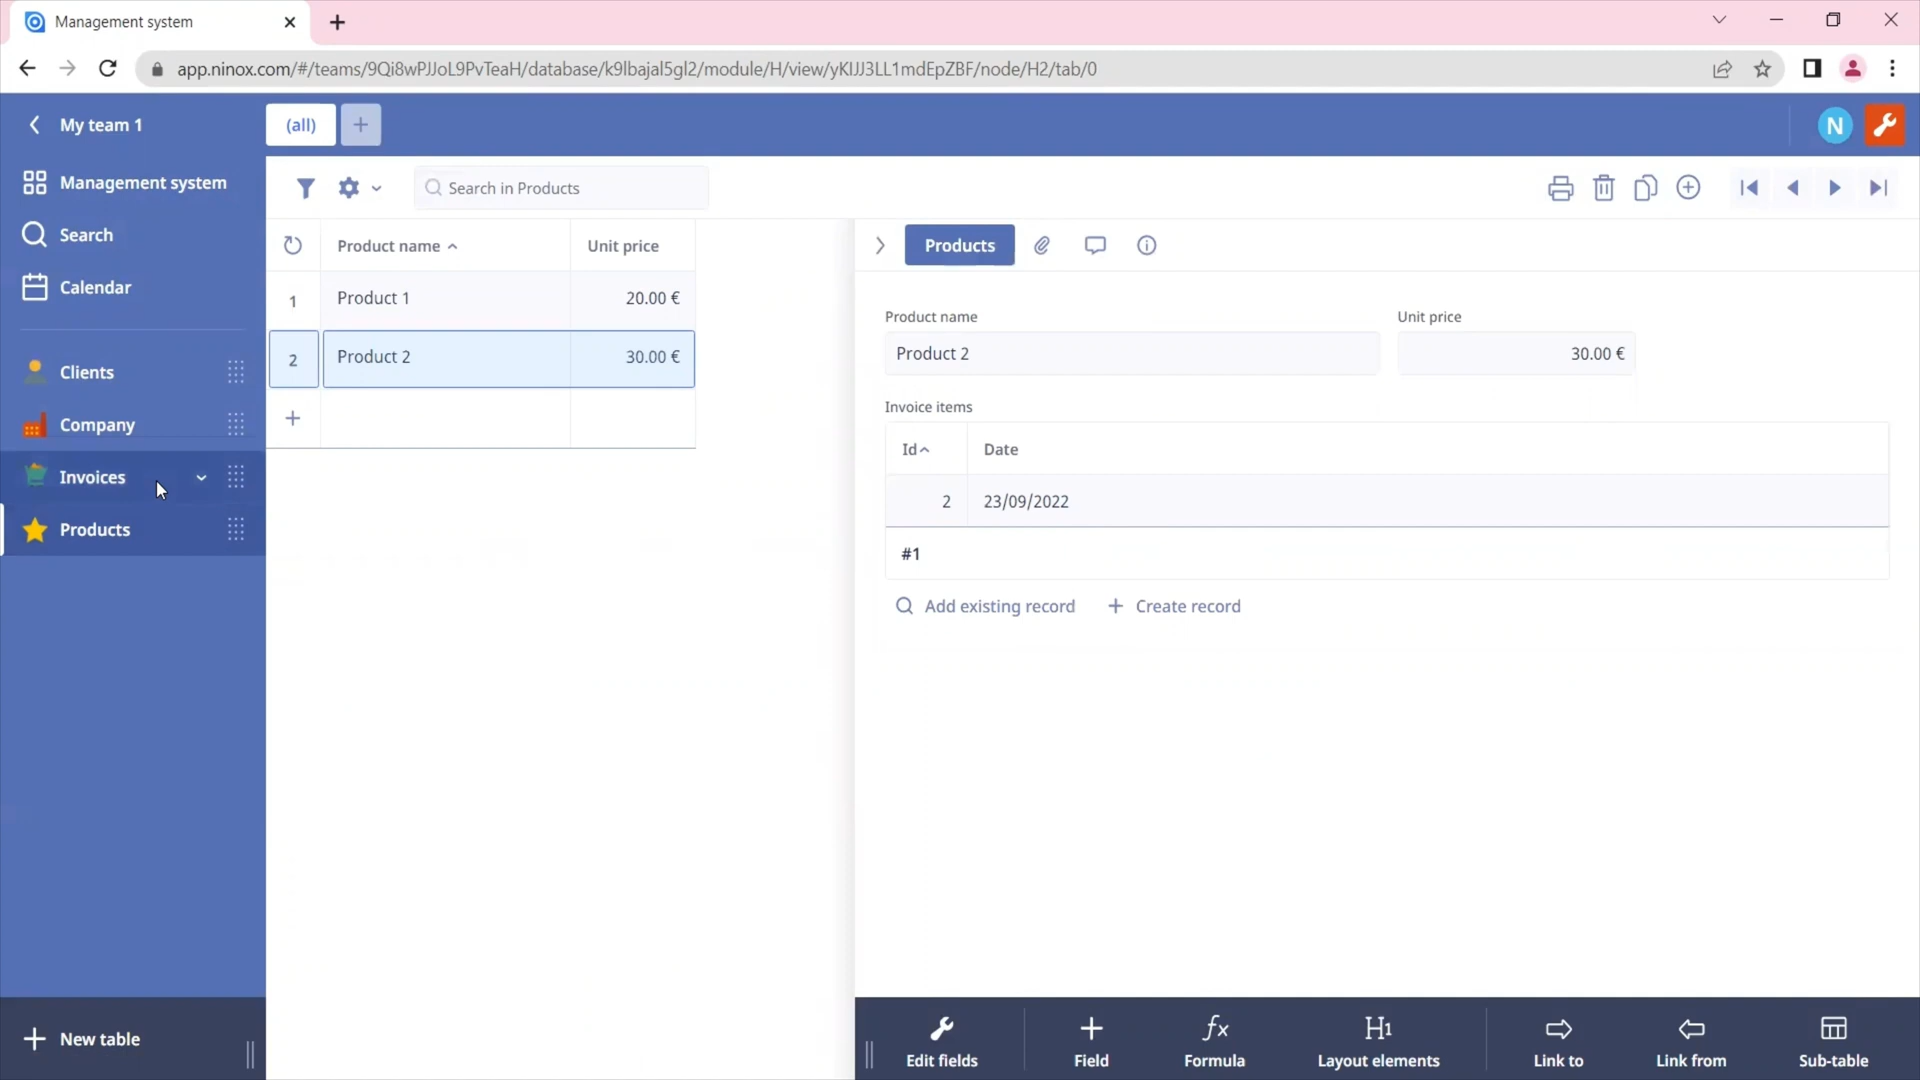 Management system
app.ninox.com/#/teams/9Qi8wPJJoL9PvTeaH/database/k9lbajal5gl2/module/H/view/yKIJJ3LL1mdEpZBF/node/H2/tab/0
My team 1
(all)
N
Management system
Search
Calendar
Clients
Company
Invoices
Products
New table
Search in Products
Product name
Unit price
1
Product 1
20.00 €
2
Product 2
30.00 €
Products
Product name
Unit price
Product 2
30.00 €
Invoice items
Id
Date
2
23/09/2022
#1
Add existing record
Create record
Edit fields
Field
fx
Formula
H1
Layout elements
Link to
Link from
Sub-table